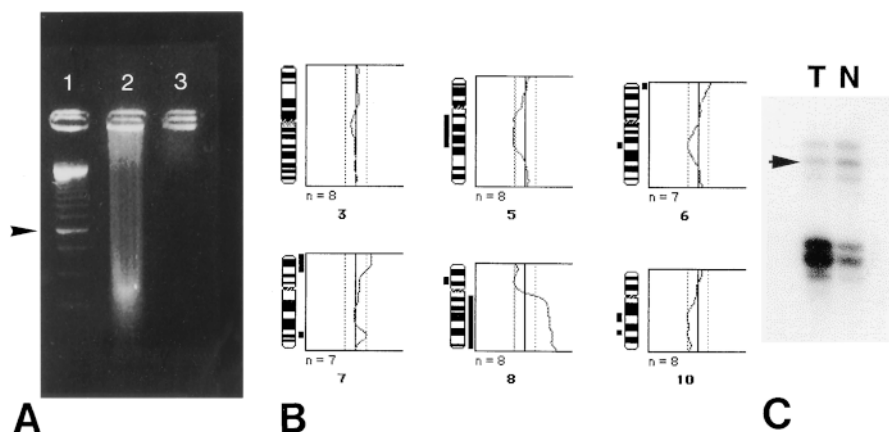 1 2 3
n = 8
3
n = 8
5
n = 7
6
n = 7
7
n = 8
8
n = 8
10
T N
A
B
C